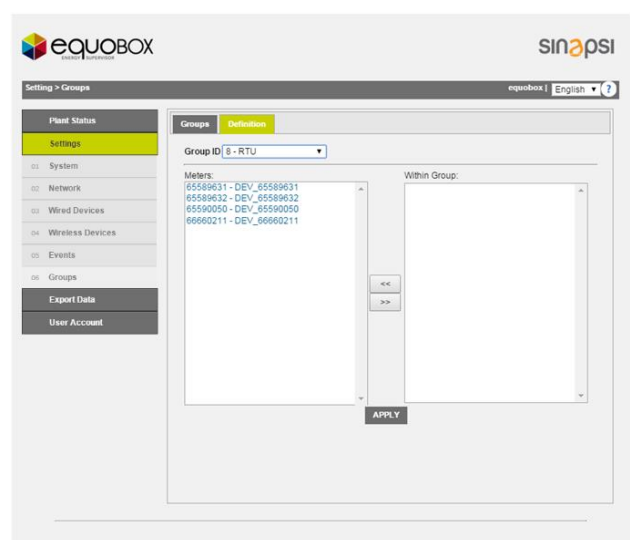 equoBOX
ENERGY SUPERVISOR
sinapsi
Setting > Groups
equobox | English ?
Plant Status
Settings
01 System
02 Network
03 Wired Devices
04 Wireless Devices
05 Events
06 Groups
Export Data
User Account
Groups Definition
Group ID 8 - RTU
Meters:
65589631 - DEV_65589631
65589632 - DEV_65589632
65590050 - DEV_65590050
66660211 - DEV_66660211
<<
>>
Within Group:
APPLY